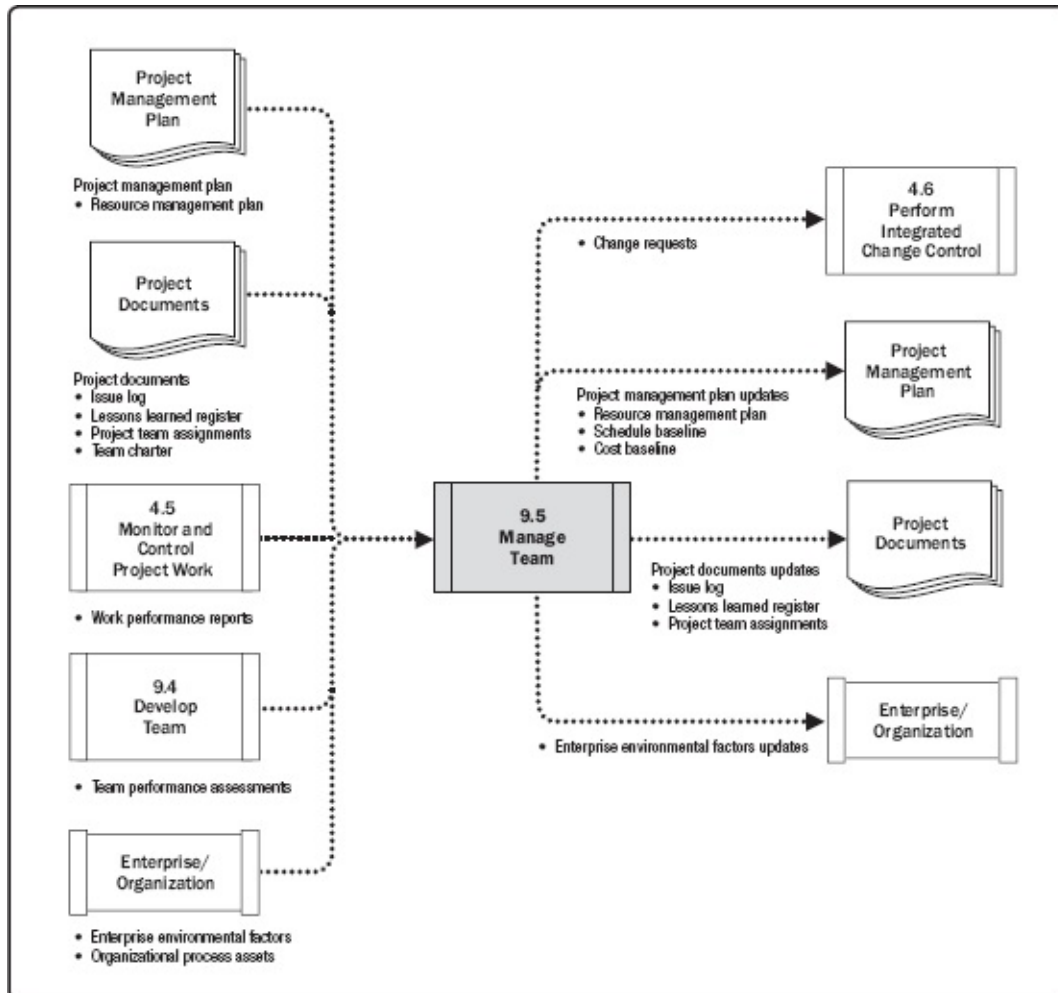 Project
Management
Plan
Project management plan
• Resource management plan
Project
Documents
Project documents
• Issue log
• Lessons learned register
• Project team assignments
• Team charter
4.5
Monitor and
Control
Project Work
• Work performance reports
9.4
Develop
Team
• Team performance assessments
Enterprise/
Organization
• Enterprise environmental factors
• Organizational process assets
9.5
Manage
Team
• Change requests
4.6
Perform
Integrated
Change Control
Project management plan updates
• Resource management plan
• Schedule baseline
• Cost baseline
Project
Management
Plan
Project documents updates
• Issue log
• Lessons learned register
• Project team assignments
Project
Documents
• Enterprise environmental factors updates
Enterprise/
Organization